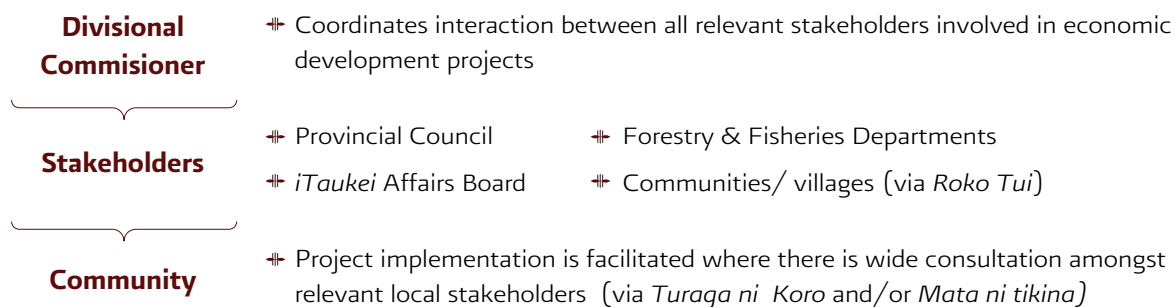 Divisional
Commisioner
Coordinates interaction between all relevant stakeholders involved in economic
development projects
Stakeholders
Provincial Council
Forestry & Fisheries Departments
iTaukei Affairs Board
Communities/ villages (via Roko Tui)
Community
Project implementation is facilitated where there is wide consultation amongst
relevant local stakeholders (via Turaga ni Koro and/or Mata ni tikina)